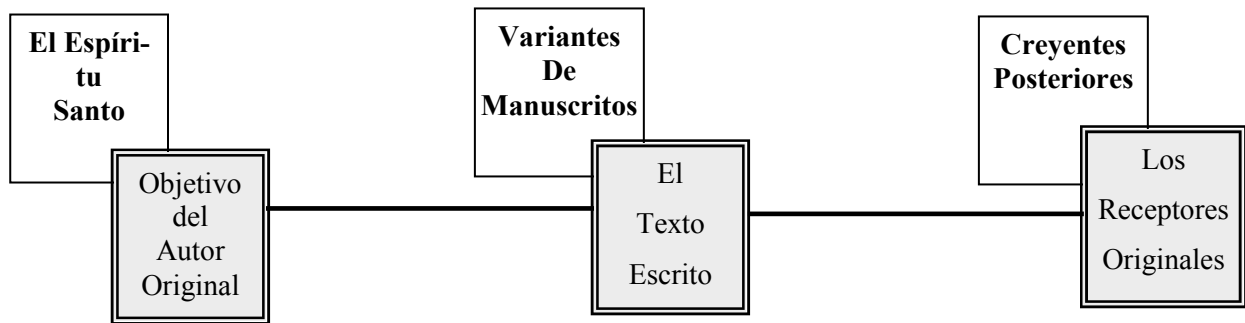 El Espíri-
tu
Santo
Objetivo
del
Autor
Original
Variantes
De
Manuscritos
El
Texto
Escrito
Creyentes
Posteriores
Los
Receptores
Originales